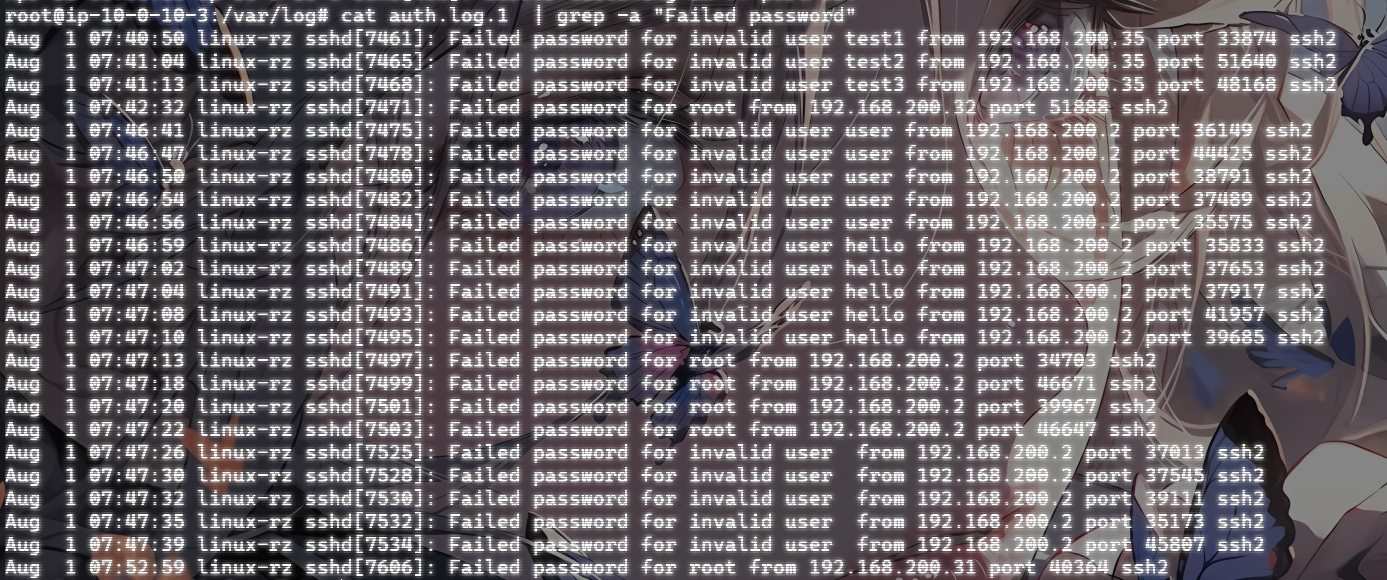 root@ip-10-0-10-3:/var/log# cat auth.log.1  | grep -a "Failed password"
Aug  1 07:40:50 linux-rz sshd[7461]: Failed password for invalid user test1 from 192.168.200.35 port 33874 ssh2
Aug  1 07:41:04 linux-rz sshd[7465]: Failed password for invalid user test2 from 192.168.200.35 port 51640 ssh2
Aug  1 07:41:13 linux-rz sshd[7468]: Failed password for invalid user test3 from 192.168.200.35 port 48168 ssh2
Aug  1 07:42:32 linux-rz sshd[7471]: Failed password for root from 192.168.200.32 port 51888 ssh2
Aug  1 07:46:41 linux-rz sshd[7475]: Failed password for invalid user user from 192.168.200.2 port 36149 ssh2
Aug  1 07:46:47 linux-rz sshd[7478]: Failed password for invalid user user from 192.168.200.2 port 44425 ssh2
Aug  1 07:46:50 linux-rz sshd[7480]: Failed password for invalid user user from 192.168.200.2 port 38791 ssh2
Aug  1 07:46:54 linux-rz sshd[7482]: Failed password for invalid user user from 192.168.200.2 port 37489 ssh2
Aug  1 07:46:56 linux-rz sshd[7484]: Failed password for invalid user user from 192.168.200.2 port 35575 ssh2
Aug  1 07:46:59 linux-rz sshd[7486]: Failed password for invalid user hello from 192.168.200.2 port 35833 ssh2
Aug  1 07:47:02 linux-rz sshd[7489]: Failed password for invalid user hello from 192.168.200.2 port 37653 ssh2
Aug  1 07:47:04 linux-rz sshd[7491]: Failed password for invalid user hello from 192.168.200.2 port 37917 ssh2
Aug  1 07:47:08 linux-rz sshd[7493]: Failed password for invalid user hello from 192.168.200.2 port 41957 ssh2
Aug  1 07:47:10 linux-rz sshd[7495]: Failed password for invalid user hello from 192.168.200.2 port 39685 ssh2
Aug  1 07:47:13 linux-rz sshd[7497]: Failed password for root from 192.168.200.2 port 34703 ssh2
Aug  1 07:47:18 linux-rz sshd[7499]: Failed password for root from 192.168.200.2 port 46671 ssh2
Aug  1 07:47:20 linux-rz sshd[7501]: Failed password for root from 192.168.200.2 port 39967 ssh2
Aug  1 07:47:22 linux-rz sshd[7503]: Failed password for root from 192.168.200.2 port 46647 ssh2
Aug  1 07:47:26 linux-rz sshd[7525]: Failed password for invalid user  from 192.168.200.2 port 37013 ssh2
Aug  1 07:47:30 linux-rz sshd[7528]: Failed password for invalid user  from 192.168.200.2 port 37545 ssh2
Aug  1 07:47:32 linux-rz sshd[7530]: Failed password for invalid user  from 192.168.200.2 port 39111 ssh2
Aug  1 07:47:35 linux-rz sshd[7532]: Failed password for invalid user  from 192.168.200.2 port 35173 ssh2
Aug  1 07:47:39 linux-rz sshd[7534]: Failed password for invalid user  from 192.168.200.2 port 45807 ssh2
Aug  1 07:52:59 linux-rz sshd[7606]: Failed password for root from 192.168.200.31 port 40364 ssh2